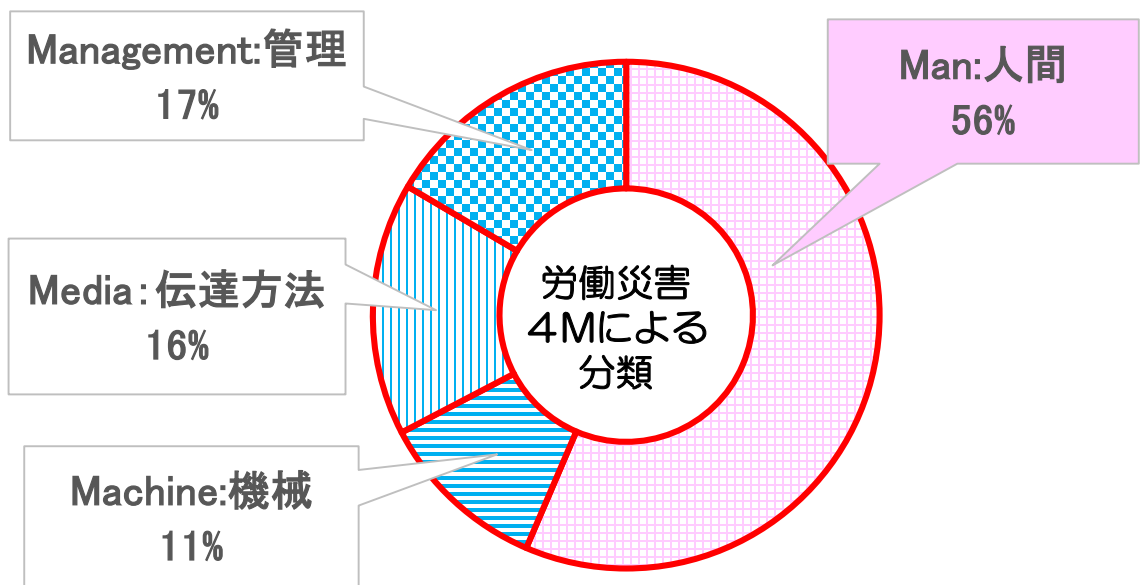 Management:管理
17%
Man:人間
56%
Media：伝達方法
16%
労働災害
４Mによる
分類
Machine:機械
11%